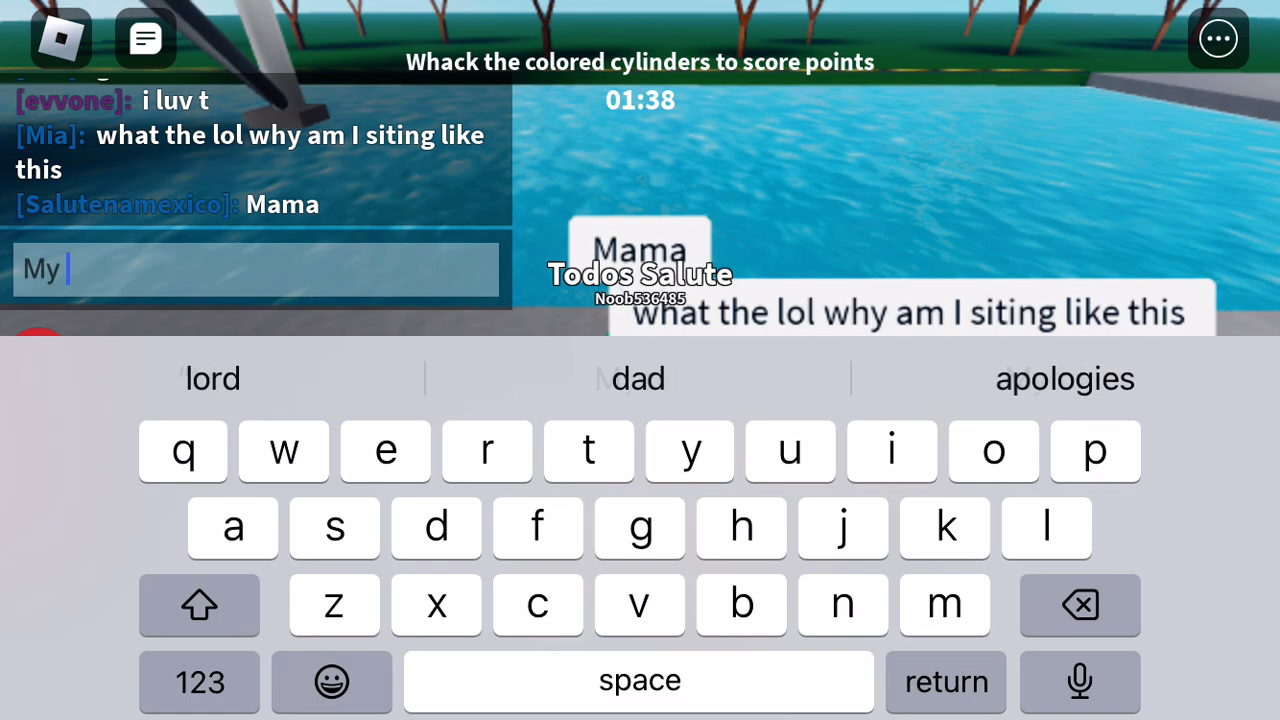 Whack the colored cylinders to score points
01:38
[evvone]: i luv t
[Mia]: what the lol why am I siting like
this
[Salutenamexico]: Mama
My
Mama
Todos Salute
Noob536485
what the lol why am I siting like this
lord dad apologies
q w e r t y u i o p
a s d f g h j k l
z x c v b n m
123 space return